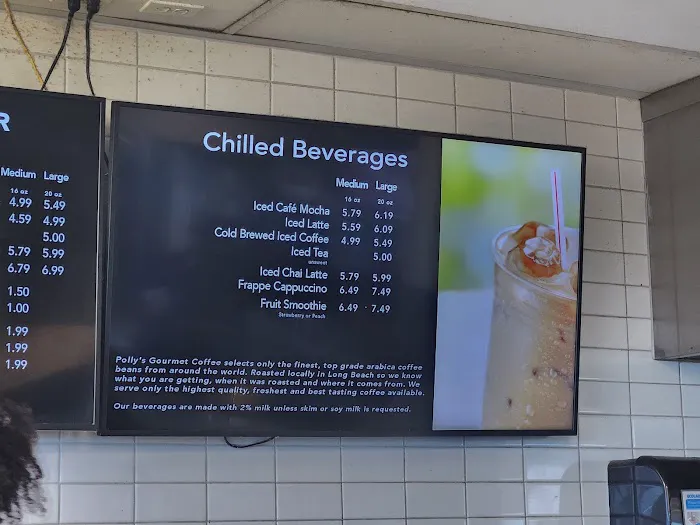 R
Medium Large
16 oz 20 oz
4.99 5.49
4.59 4.99
5.00
5.79 5.99
6.79 6.99
1.50
1.00
1.99
1.99
1.99
Chilled Beverages
Medium Large
16 oz 20 oz
Iced Café Mocha 5.79 6.19
Iced Latte 5.59 6.09
Cold Brewed Iced Coffee 4.99 5.49
Iced Tea 5.00
unsweet
Iced Chai Latte 5.79 5.99
Frappe Cappuccino 6.49 7.49
Fruit Smoothie 6.49 7.49
Strawberry or Peach
Polly's Gourmet Coffee selects only the finest, top grade arabica coffee
beans from around the world. Roasted locally in Long Beach so we know
what you are getting, when it was roasted and where it comes from. We
serve only the highest quality, freshest and best tasting coffee available.
Our beverages are made with 2% milk unless skim or soy milk is requested.